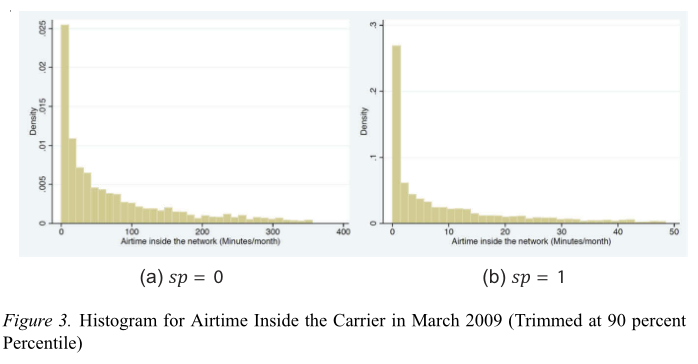 .025
.02
.015
.01
.005
0
Density
0 100 200 300 400
Airtime inside the network (Minutes/month)
(a) sp = 0
.3
.2
.1
0
Density
0 10 20 30 40 50
Airtime inside the network (Minutes/month)
(b) sp = 1
Figure 3. Histogram for Airtime Inside the Carrier in March 2009 (Trimmed at 90 percent
Percentile)